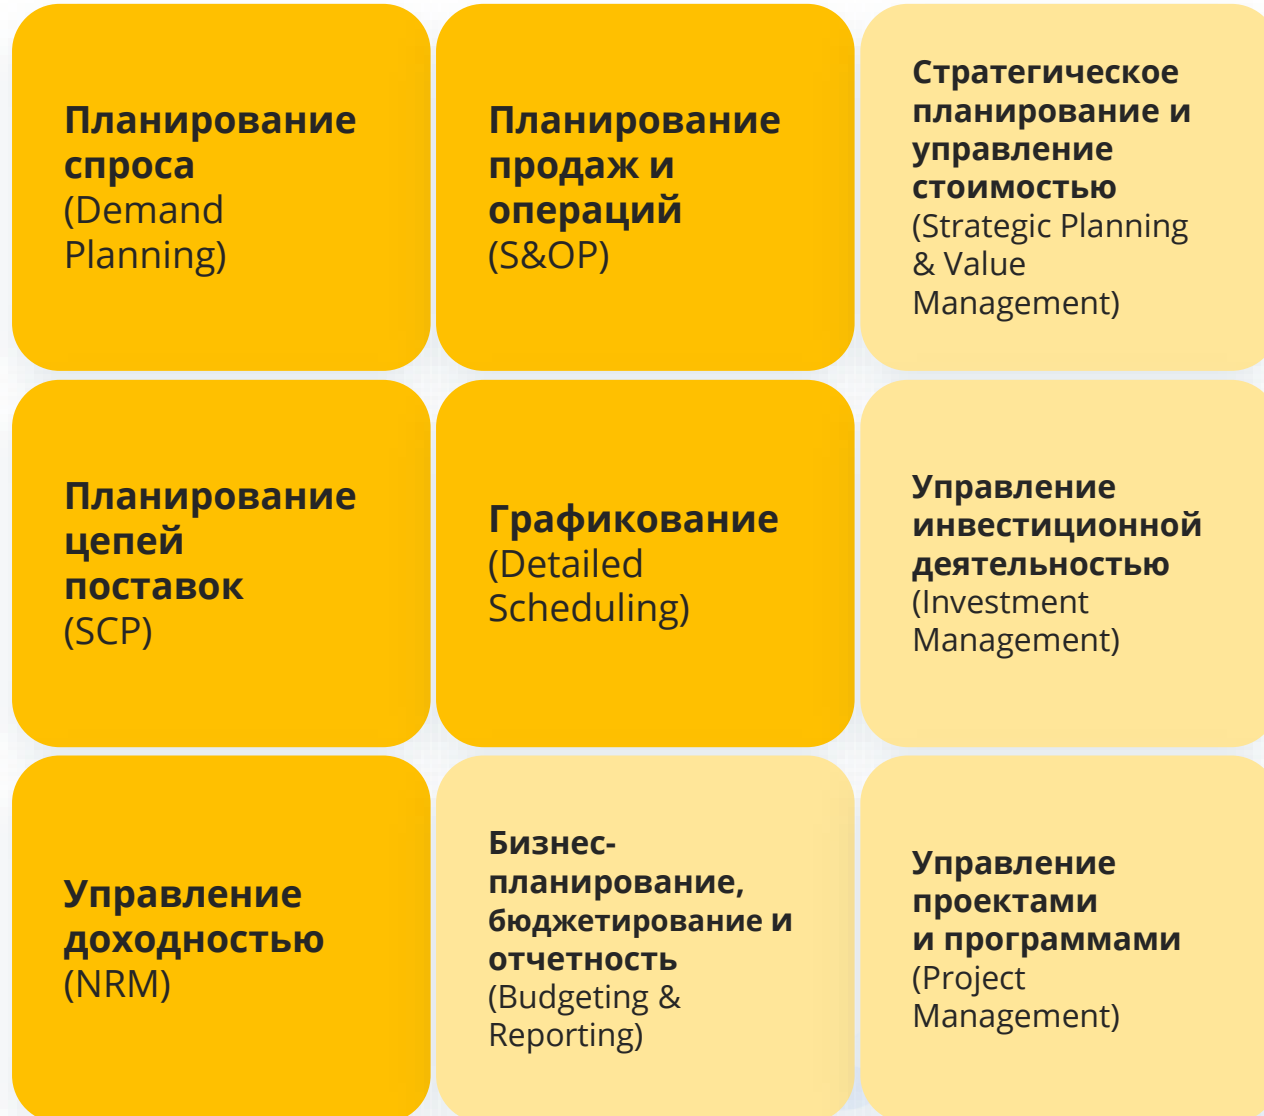 Планирование
спроса
(Demand
Planning)
Планирование
продаж и
операций
(S&OP)
Стратегическое
планирование и
управление
стоимостью
(Strategic Planning
& Value
Management)
Планирование
цепей
поставок
(SCP)
Графикование
(Detailed
Scheduling)
Управление
инвестиционной
деятельностью
(Investment
Management)
Управление
доходностью
(NRM)
Бизнес-
планирование,
бюджетирование и
отчетность
(Budgeting &
Reporting)
Управление
проектами
и программами
(Project
Management)